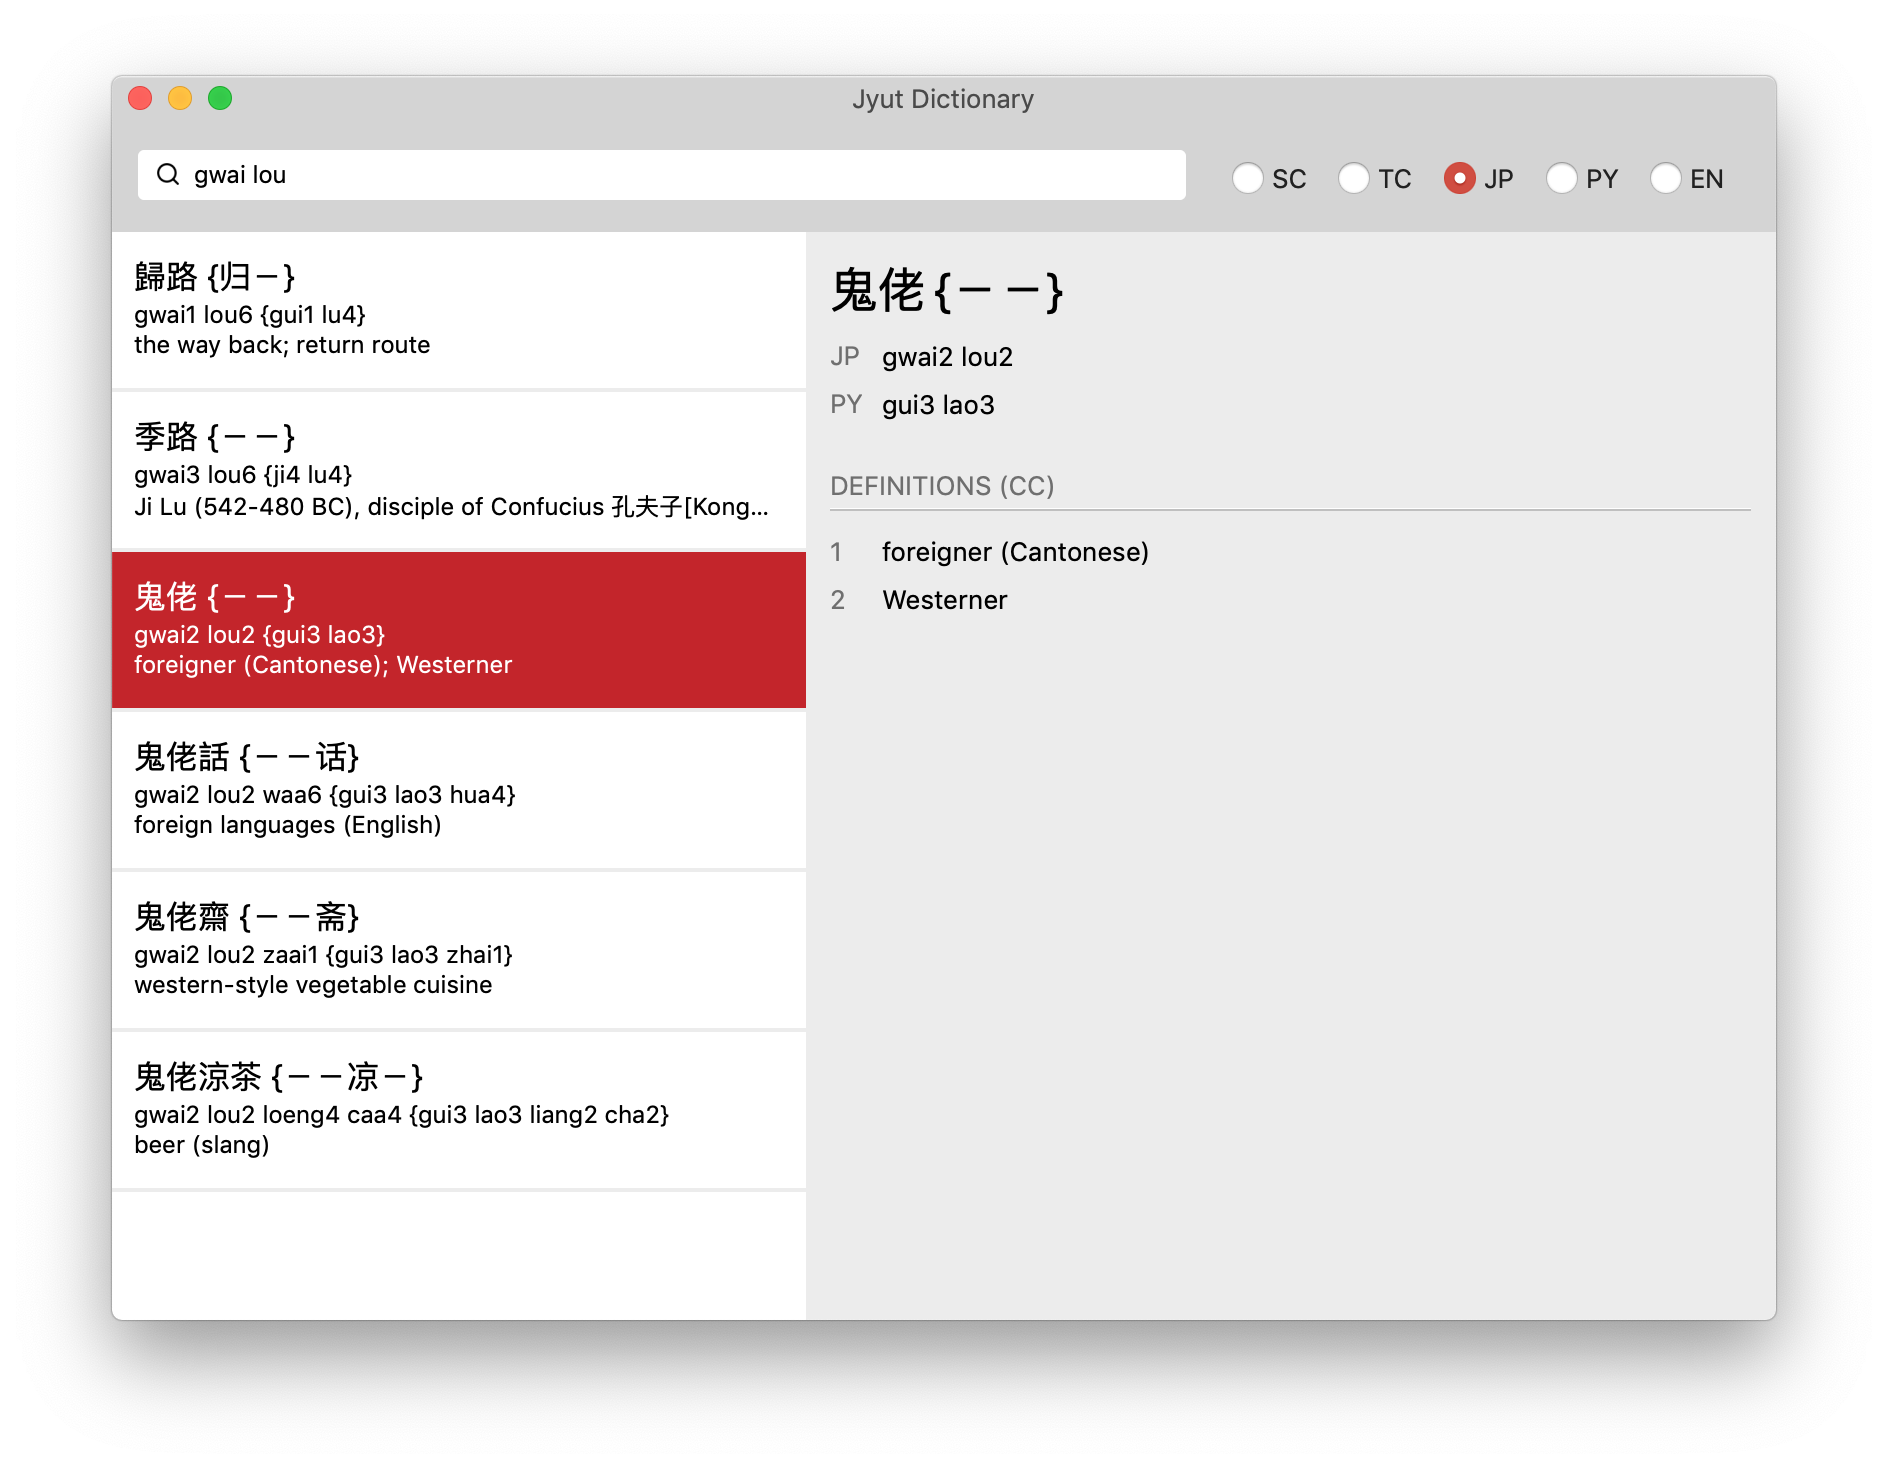 Jyut Dictionary
gwai lou
SC TC JP PY EN
歸路 {归－}
gwai1 lou6 {gui1 lu4}
the way back; return route
季路 {－－}
gwai3 lou6 {ji4 lu4}
Ji Lu (542-480 BC), disciple of Confucius 孔夫子[Kong...
鬼佬 {－－}
gwai2 lou2 {gui3 lao3}
foreigner (Cantonese); Westerner
鬼佬話 {－－话}
gwai2 lou2 waa6 {gui3 lao3 hua4}
foreign languages (English)
鬼佬齋 {－－斋}
gwai2 lou2 zaai1 {gui3 lao3 zhai1}
western-style vegetable cuisine
鬼佬涼茶 {－－凉－}
gwai2 lou2 loeng4 caa4 {gui3 lao3 liang2 cha2}
beer (slang)
鬼佬 {－－}
JP gwai2 lou2
PY gui3 lao3
DEFINITIONS (CC)
1 foreigner (Cantonese)
2 Westerner